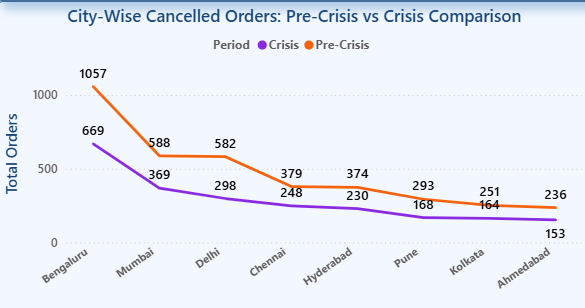 City-Wise Cancelled Orders: Pre-Crisis vs Crisis Comparison
Period Crisis Pre-Crisis
Total Orders
1000
500
0
1057
588
582
379
374
293
251
236
669
369
298
248
230
168
164
153
Bengaluru
Mumbai
Delhi
Chennai
Hyderabad
Pune
Kolkata
Ahmedabad